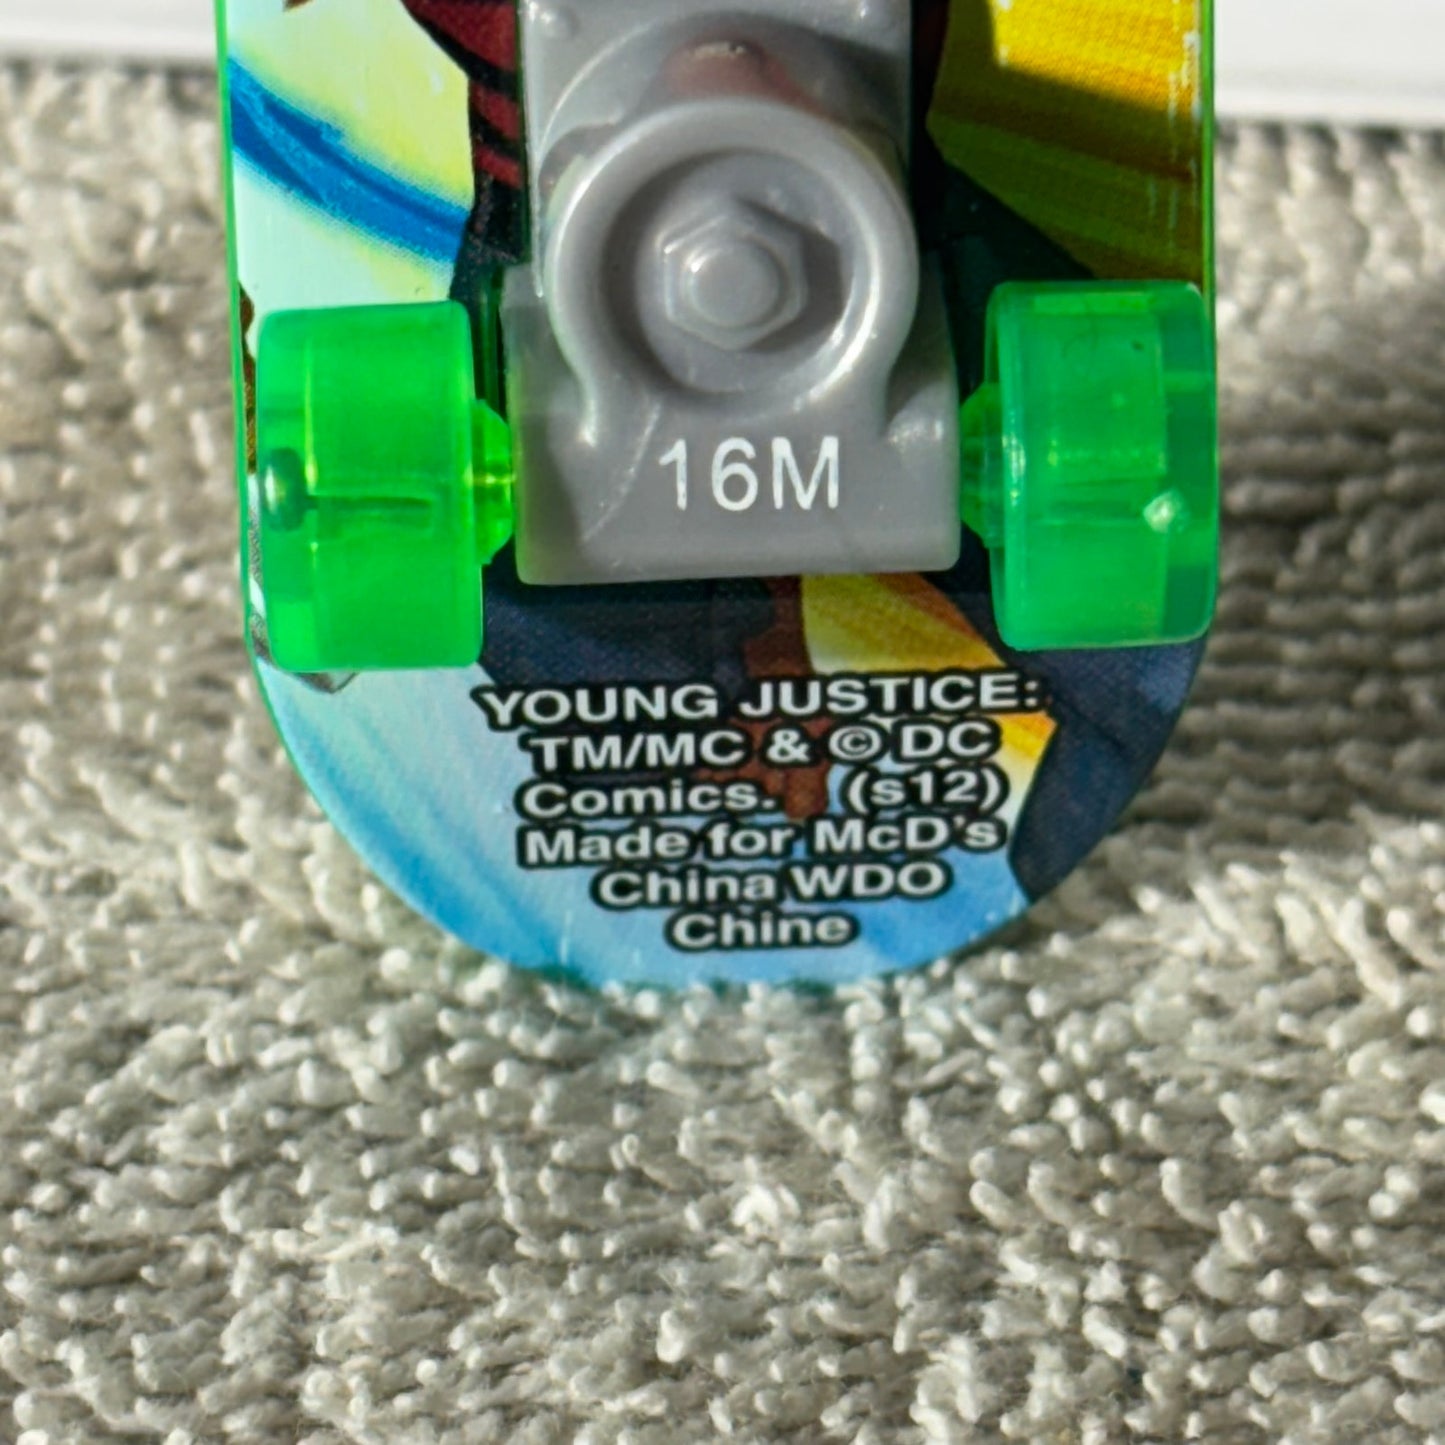 16M
YOUNG JUSTICE:
TM/MC & © DC
Comics. (s12)
Made for McD's
China WDO
Chine